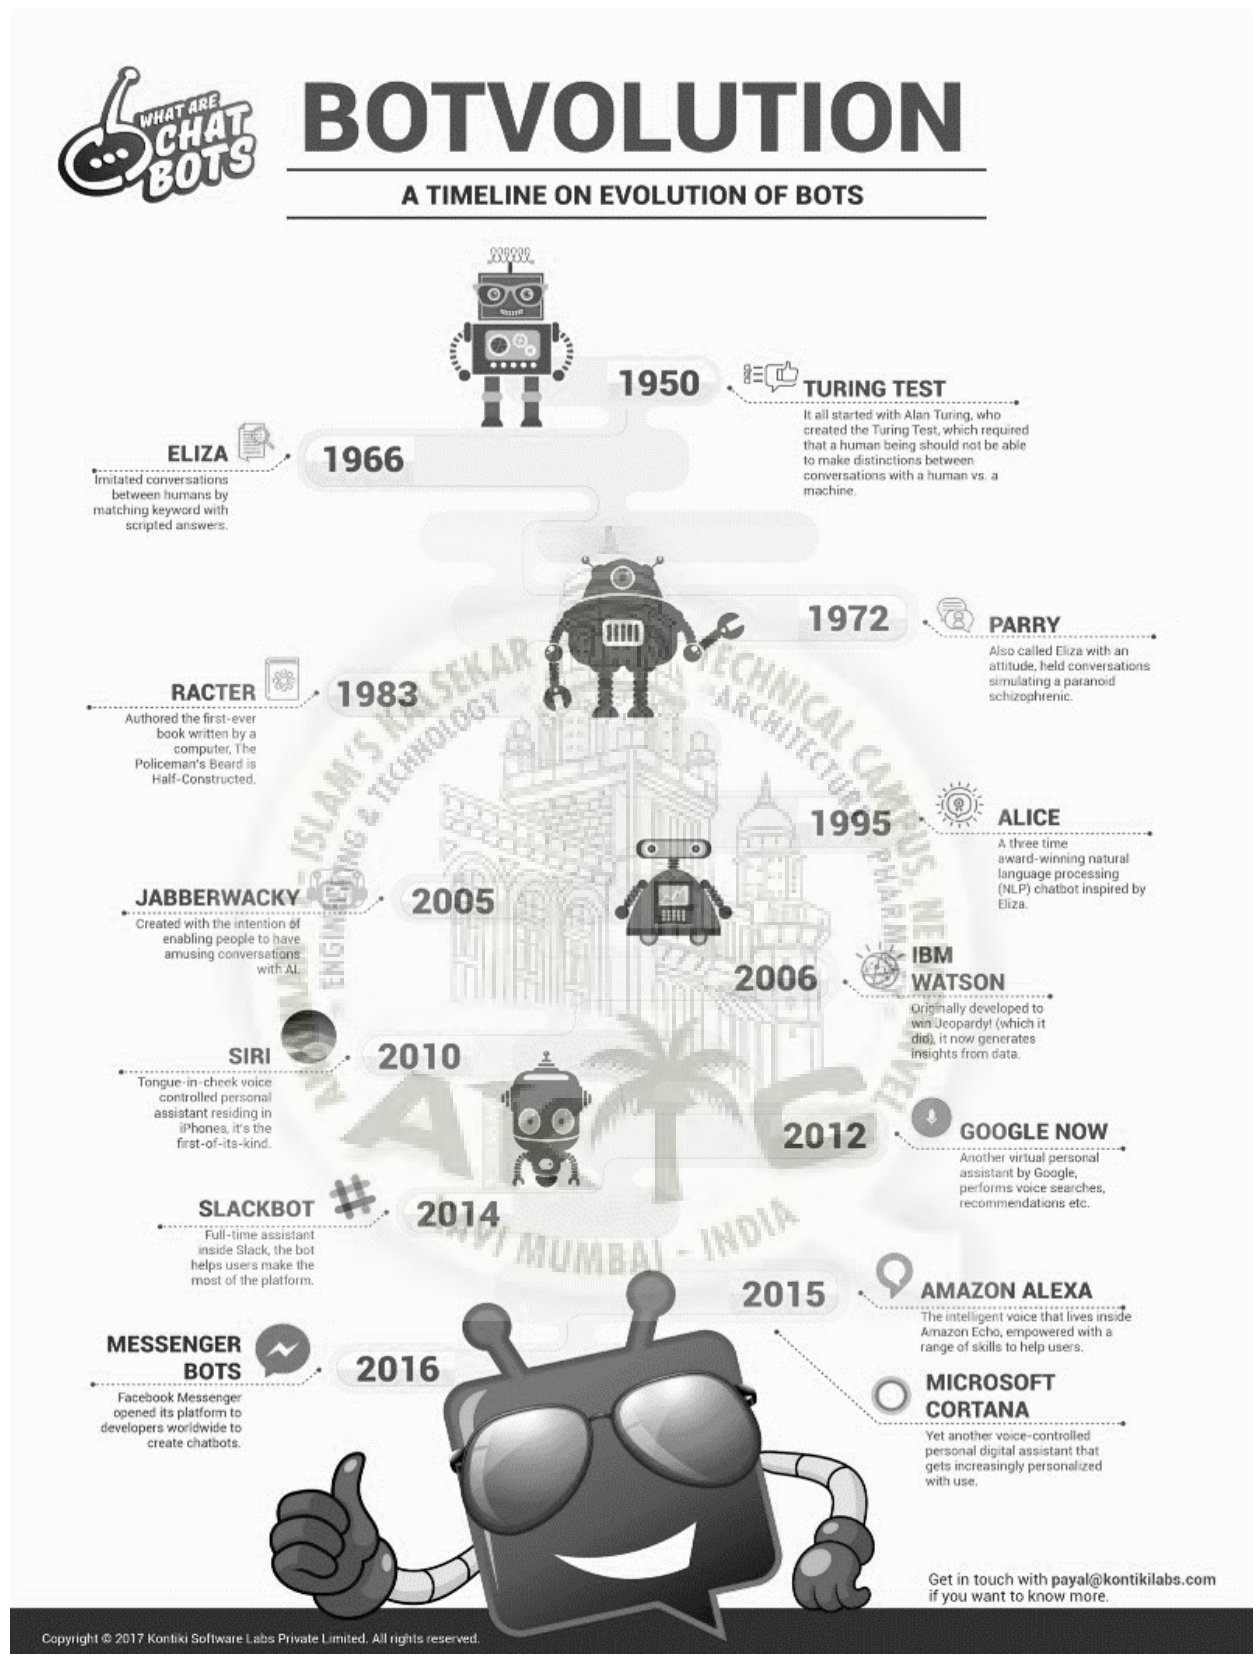 WHAT ARE
CHAT
BOTS
BOTVOLUTION
A TIMELINE ON EVOLUTION OF BOTS
1950
TURING TEST
It all started with Alan Turing, who
created the Turing Test, which required
that a human being should not be able
to make distinctions between
conversations with a human vs. a
machine.
ELIZA
1966
Imitated conversations
between humans by
matching keyword with
scripted answers.
1972
PARRY
Also called Eliza with an
attitude, held conversations
simulating a paranoid
schizophrenic.
RACTER
1983
Authored the first-ever
book written by a
computer, The
Policeman's Beard is
Half-Constructed.
1995
ALICE
A three time
award-winning natural
language processing
(NLP) chatbot inspired by
Eliza.
JABBERWACKY
2005
Created with the intention of
enabling people to have
amusing conversations
with AI.
2006
IBM
WATSON
Originally developed to
win Jeopardy! (which it
did), it now generates
insights from data.
SIRI
2010
Tongue-in-cheek voice
controlled personal
assistant residing in
iPhones, it's the
first-of-its-kind.
2012
GOOGLE NOW
Another virtual personal
assistant by Google,
performs voice searches,
recommendations etc.
SLACKBOT
2014
Full-time assistant
inside Slack, the bot
helps users make the
most of the platform.
2015
AMAZON ALEXA
The intelligent voice that lives inside
Amazon Echo, empowered with a
range of skills to help users.
MESSENGER
BOTS
2016
Facebook Messenger
opened its platform to
developers worldwide to
create chatbots.
MICROSOFT
CORTANA
Yet another voice-controlled
personal digital assistant that
gets increasingly personalized
with use.
ISLAM'S KALSEKAR TECHNICAL CAMPUS
ENGINEERING & TECHNOLOGY
ARCHITECTURE
MUMBAI - INDIA
Get in touch with payal@kontikilabs.com
if you want to know more.
Copyright © 2017 Kontiki Software Labs Private Limited. All rights reserved.